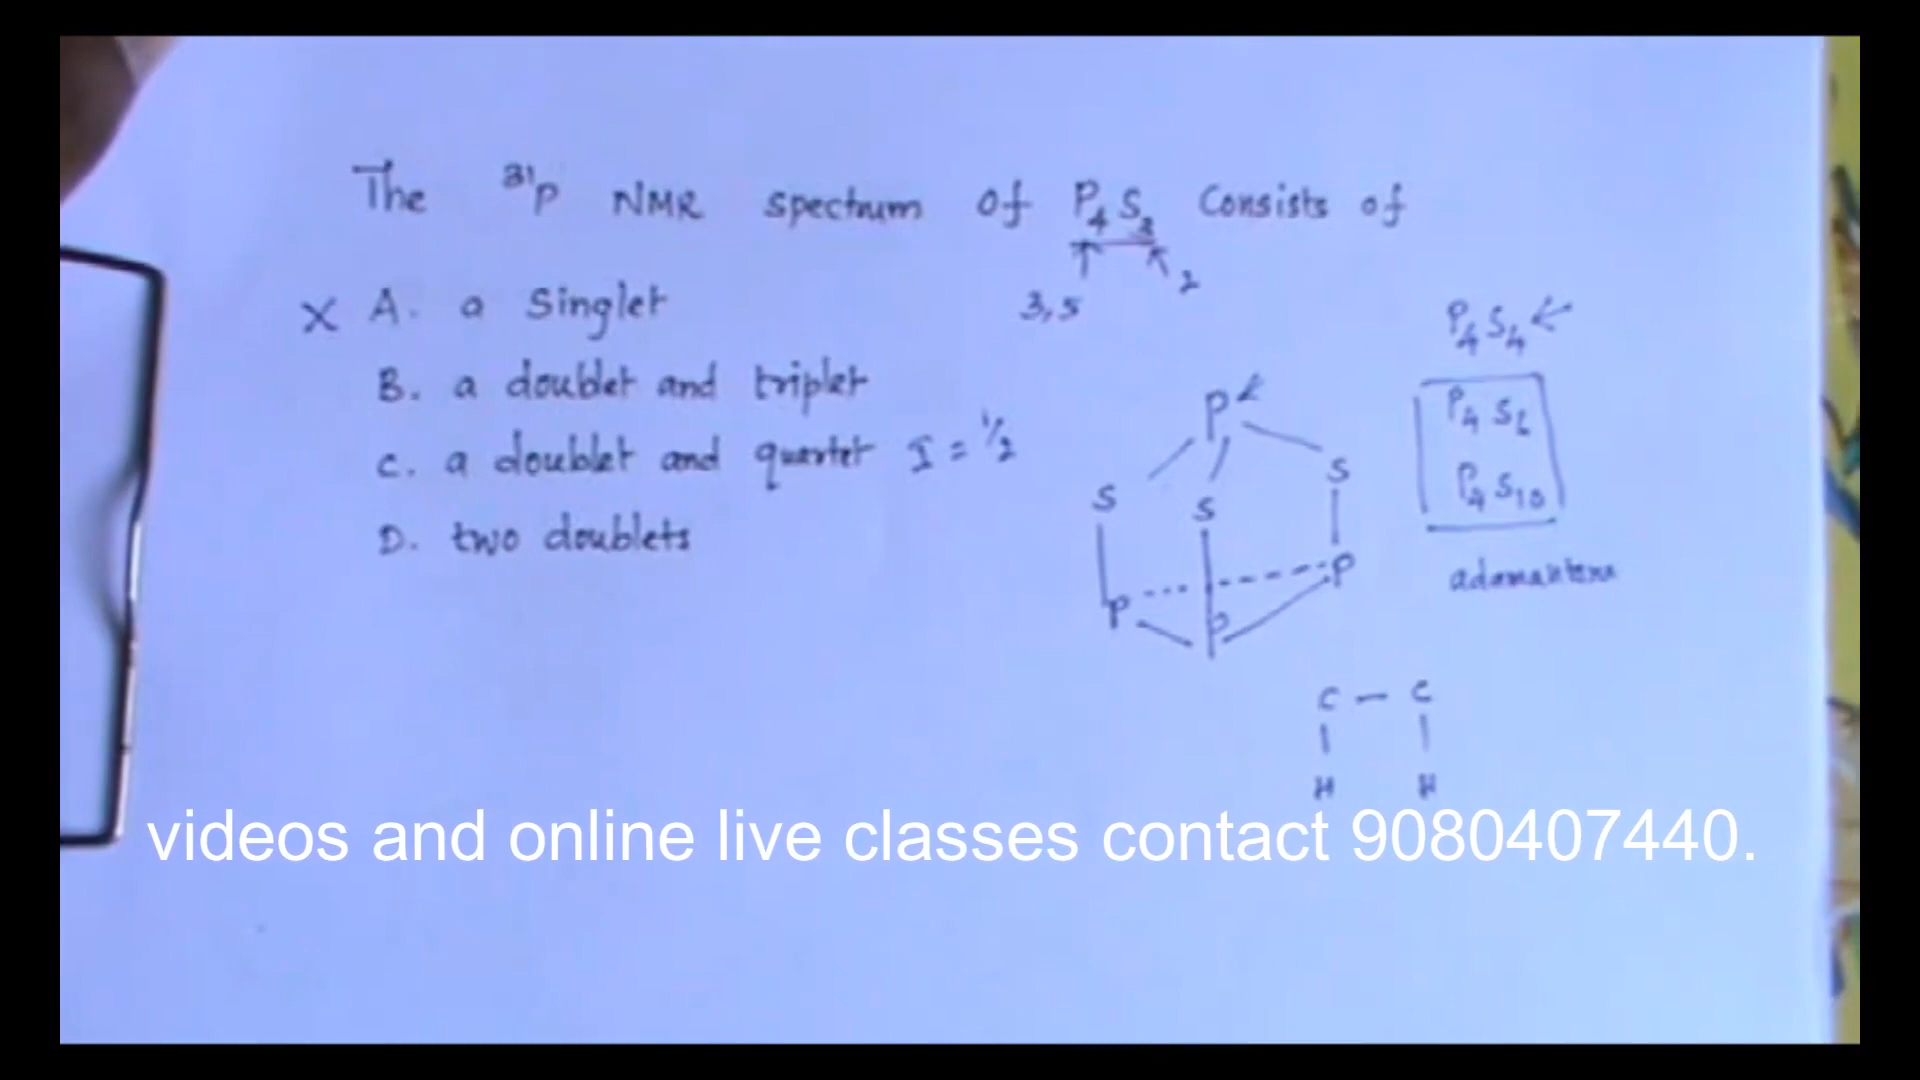 The ³¹P NMR spectrum of P₄S₃ consists of
3,5 2
X A. a singlet
B. a doublet and triplet
C. a doublet and quartet I = 1/2
D. two doublets
P₄S₄
P₄S₆
P₄S₁₀
P
S S S
P P P
C - C
H H
videos and online live classes contact 9080407440.